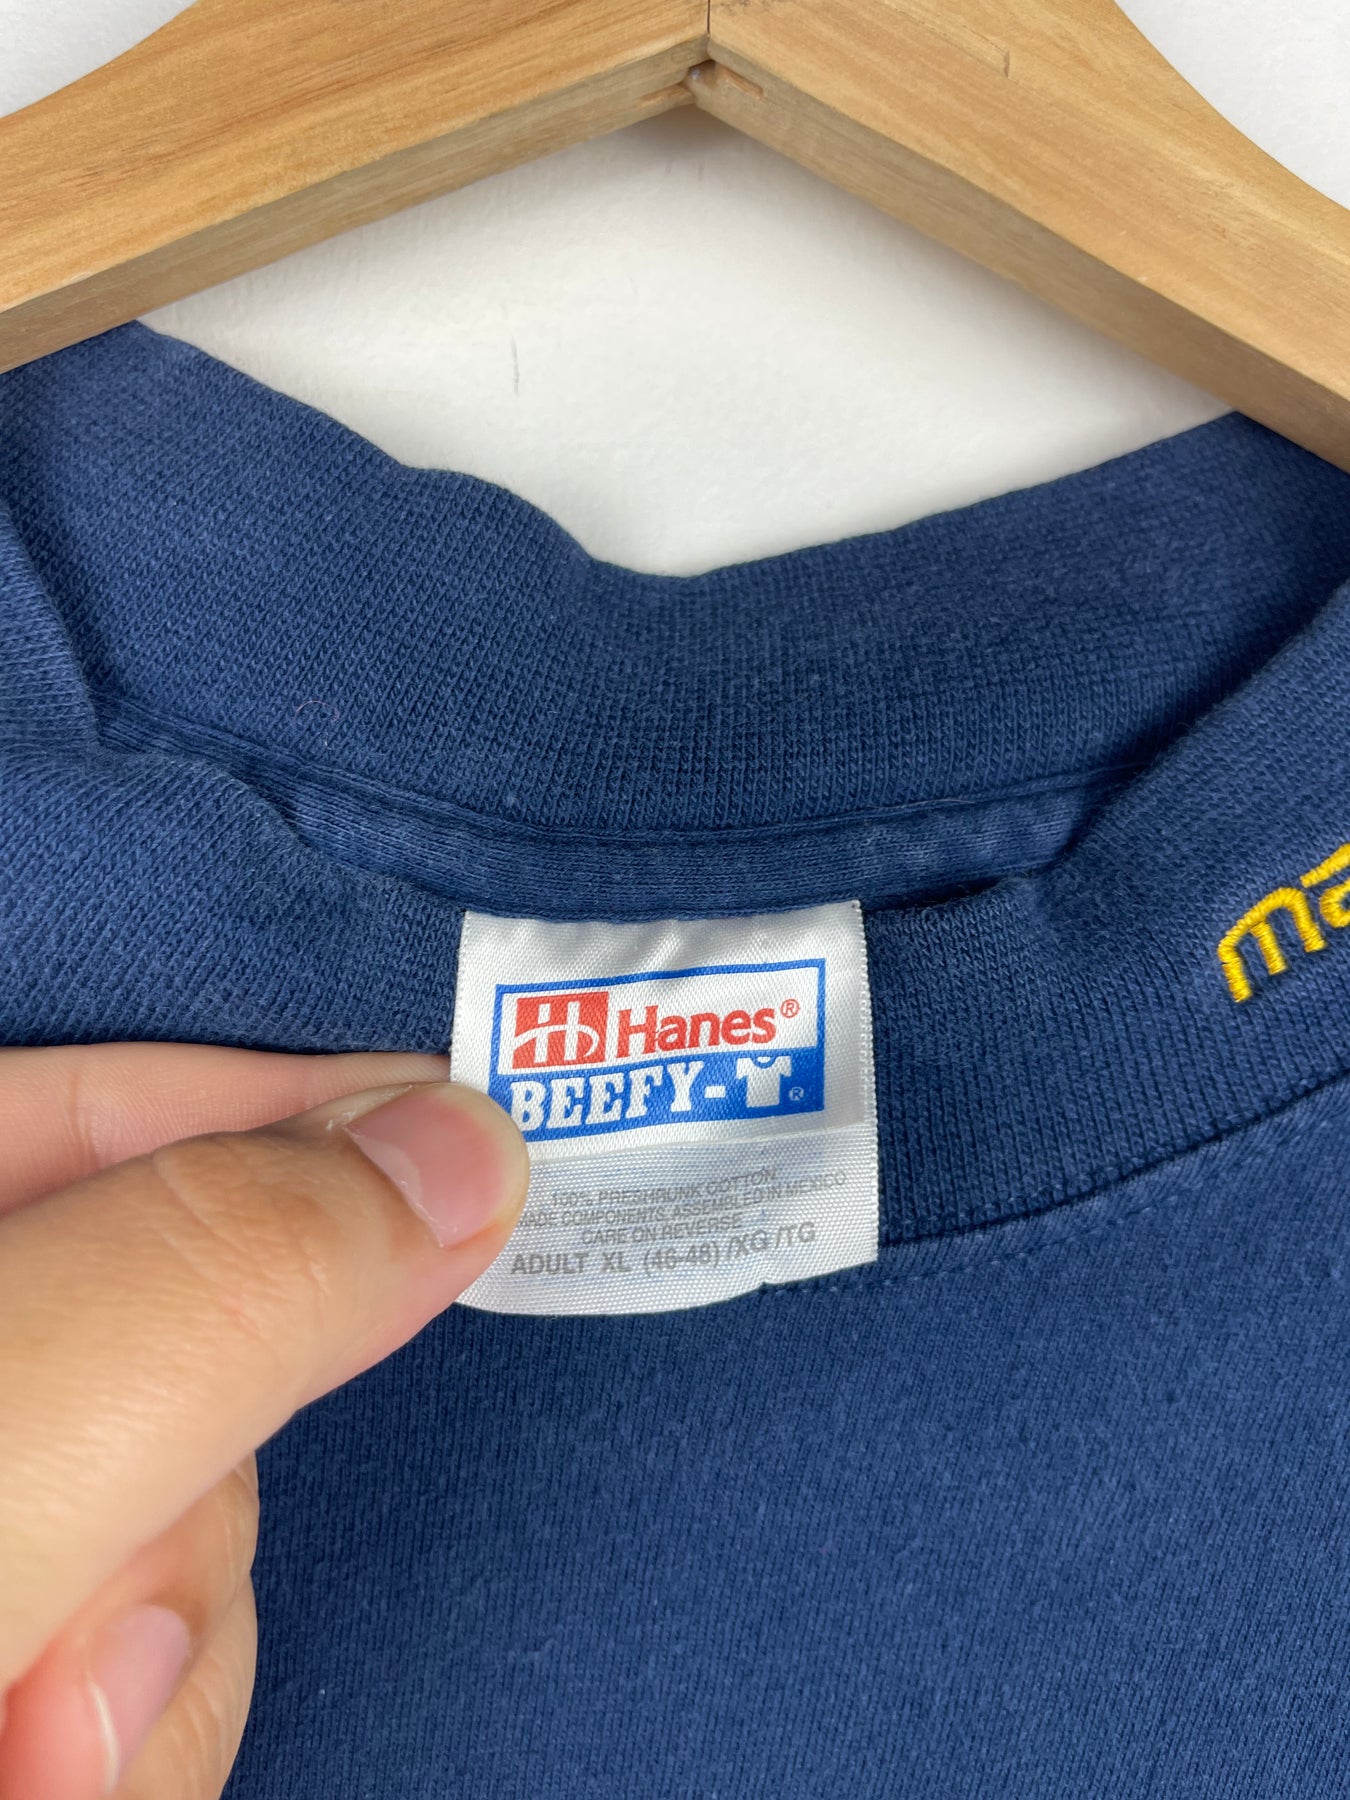 Hanes®
BEEFY-T®
100% PRESHRUNK COTTON
MADE COMPONENTS. ASSEMBLED IN MEXICO
CARE ON REVERSE
ADULT XL (46-48) /XG /TG
ma